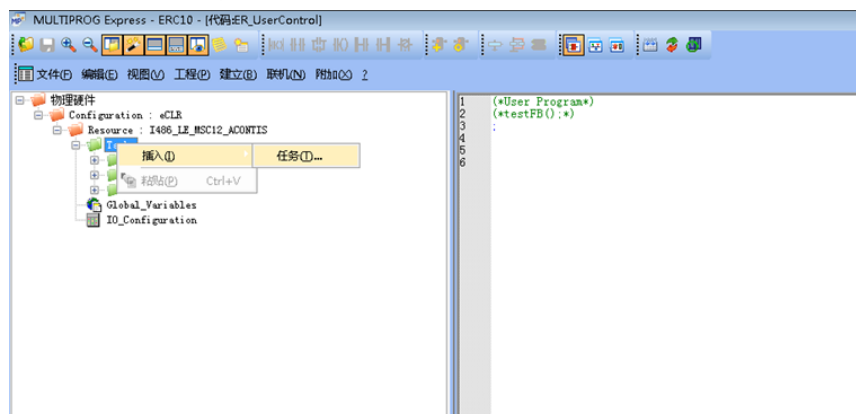 MULTIPROG Express - ERC10 - [代码:ER_UserControl]
文件(F) 编辑(E) 视图(V) 工程(P) 建立(B) 联机(N) 附加(X) ?
物理硬件
Configuration : eCLR
Resource : I486_LE_MSC12_ACONTIS
插入(I) 任务(T)...
粘贴(P) Ctrl+V
Global_Variables
IO_Configuration
1 (*User Program*)
2 (*testFB();*)
3 ;
4
5
6